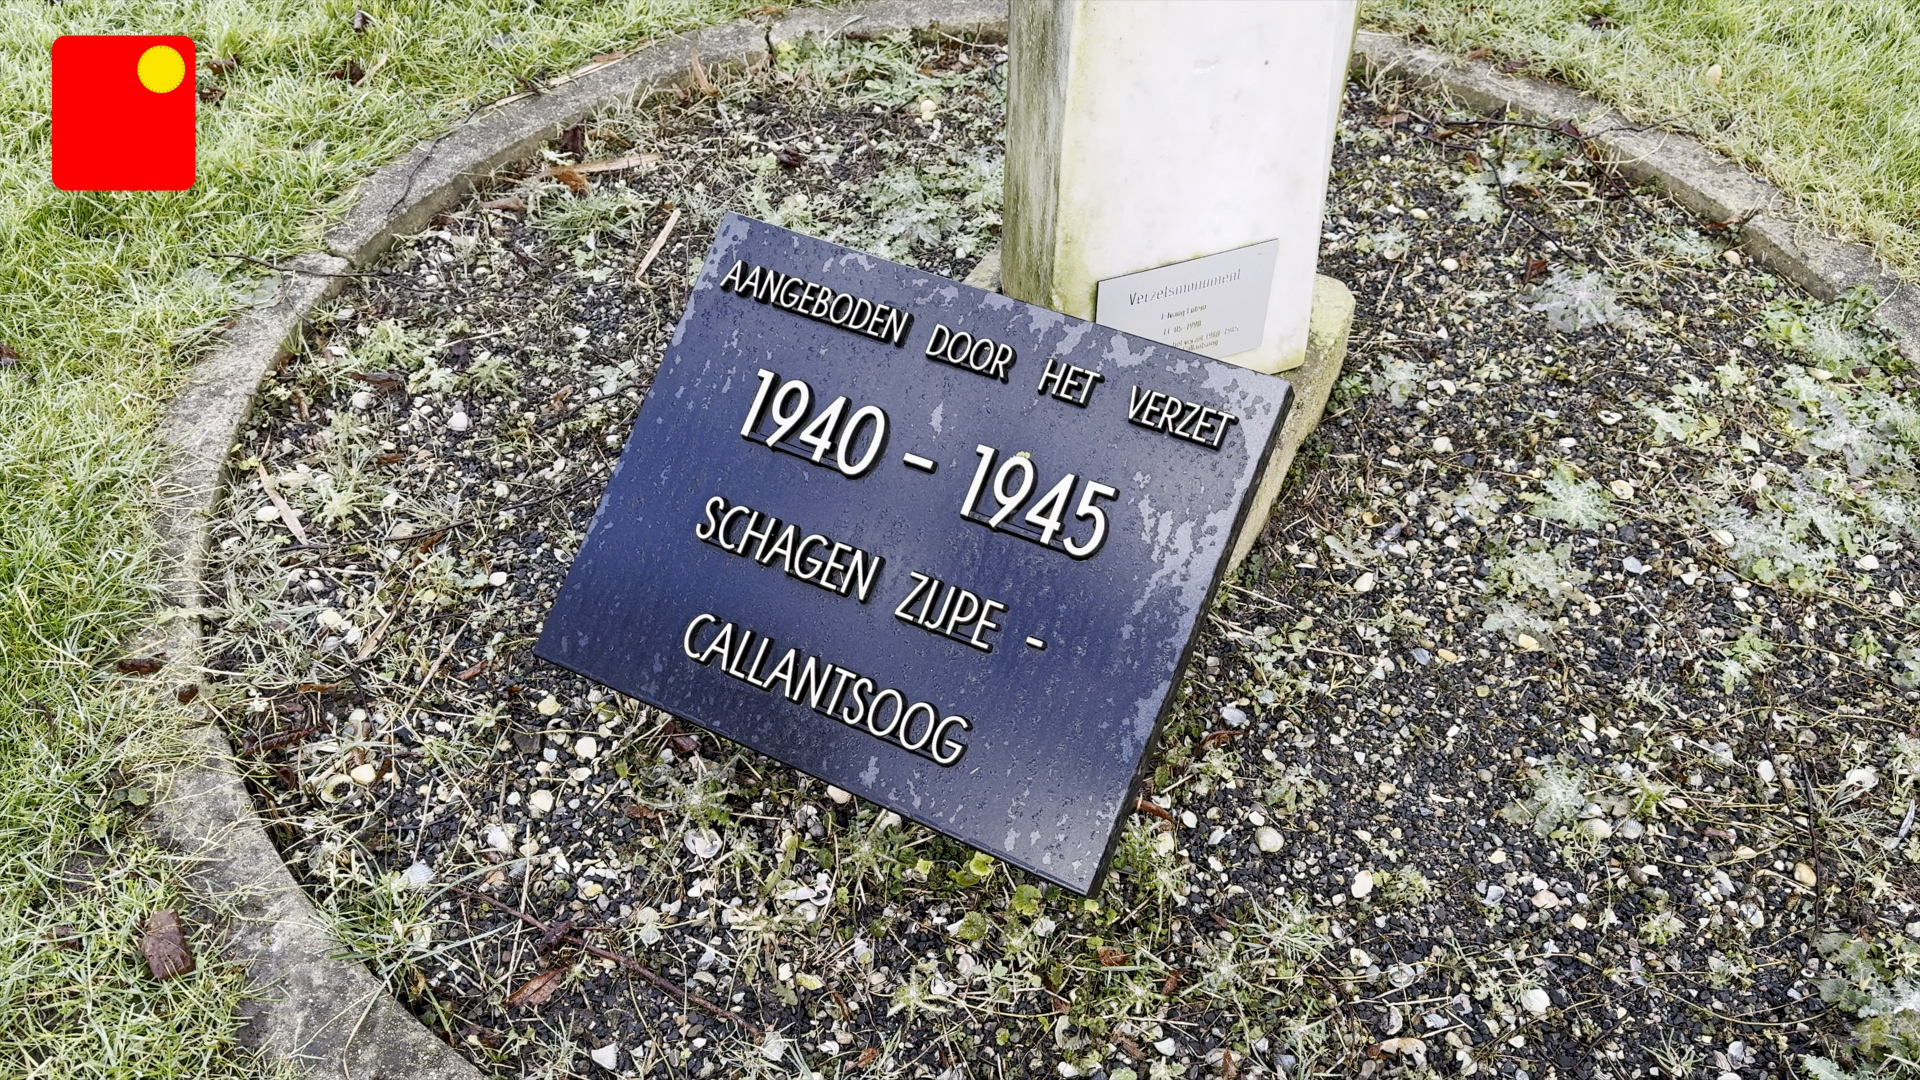 AANGEBODEN DOOR HET VERZET
1940 - 1945
SCHAGEN ZIJPE -
CALLANTSOOG
Verzetsmonument